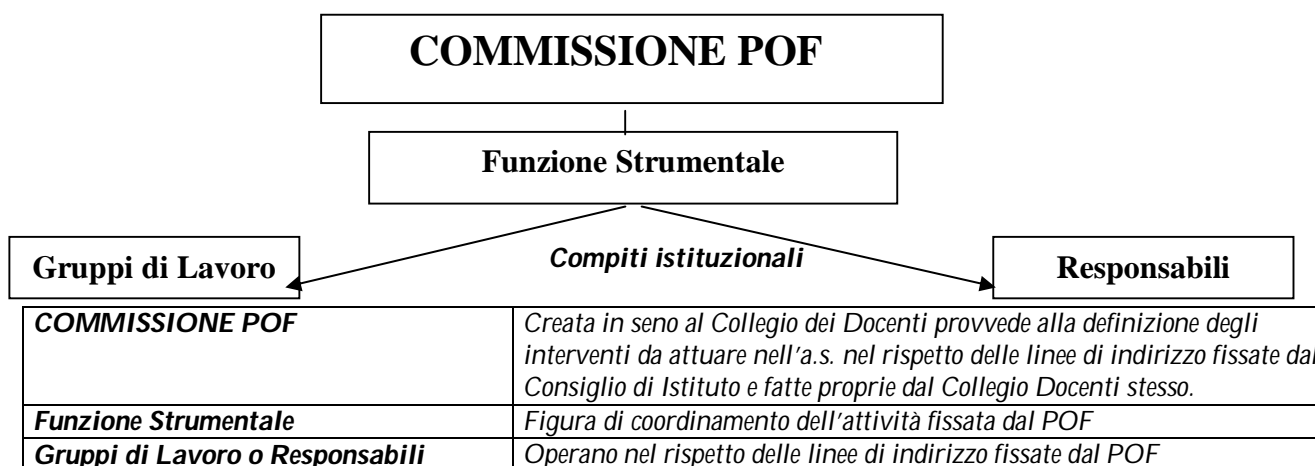 COMMISSIONE POF
Funzione Strumentale
Gruppi di Lavoro
Compiti istituzionali
Responsabili
COMMISSIONE POF
Creata in seno al Collegio dei Docenti provvede alla definizione degli
interventi da attuare nell'a.s. nel rispetto delle linee di indirizzo fissate dal
Consiglio di Istituto e fatte proprie dal Collegio Docenti stesso.
Funzione Strumentale
Figura di coordinamento dell'attività fissata dal POF
Gruppi di Lavoro o Responsabili
Operano nel rispetto delle linee di indirizzo fissate dal POF